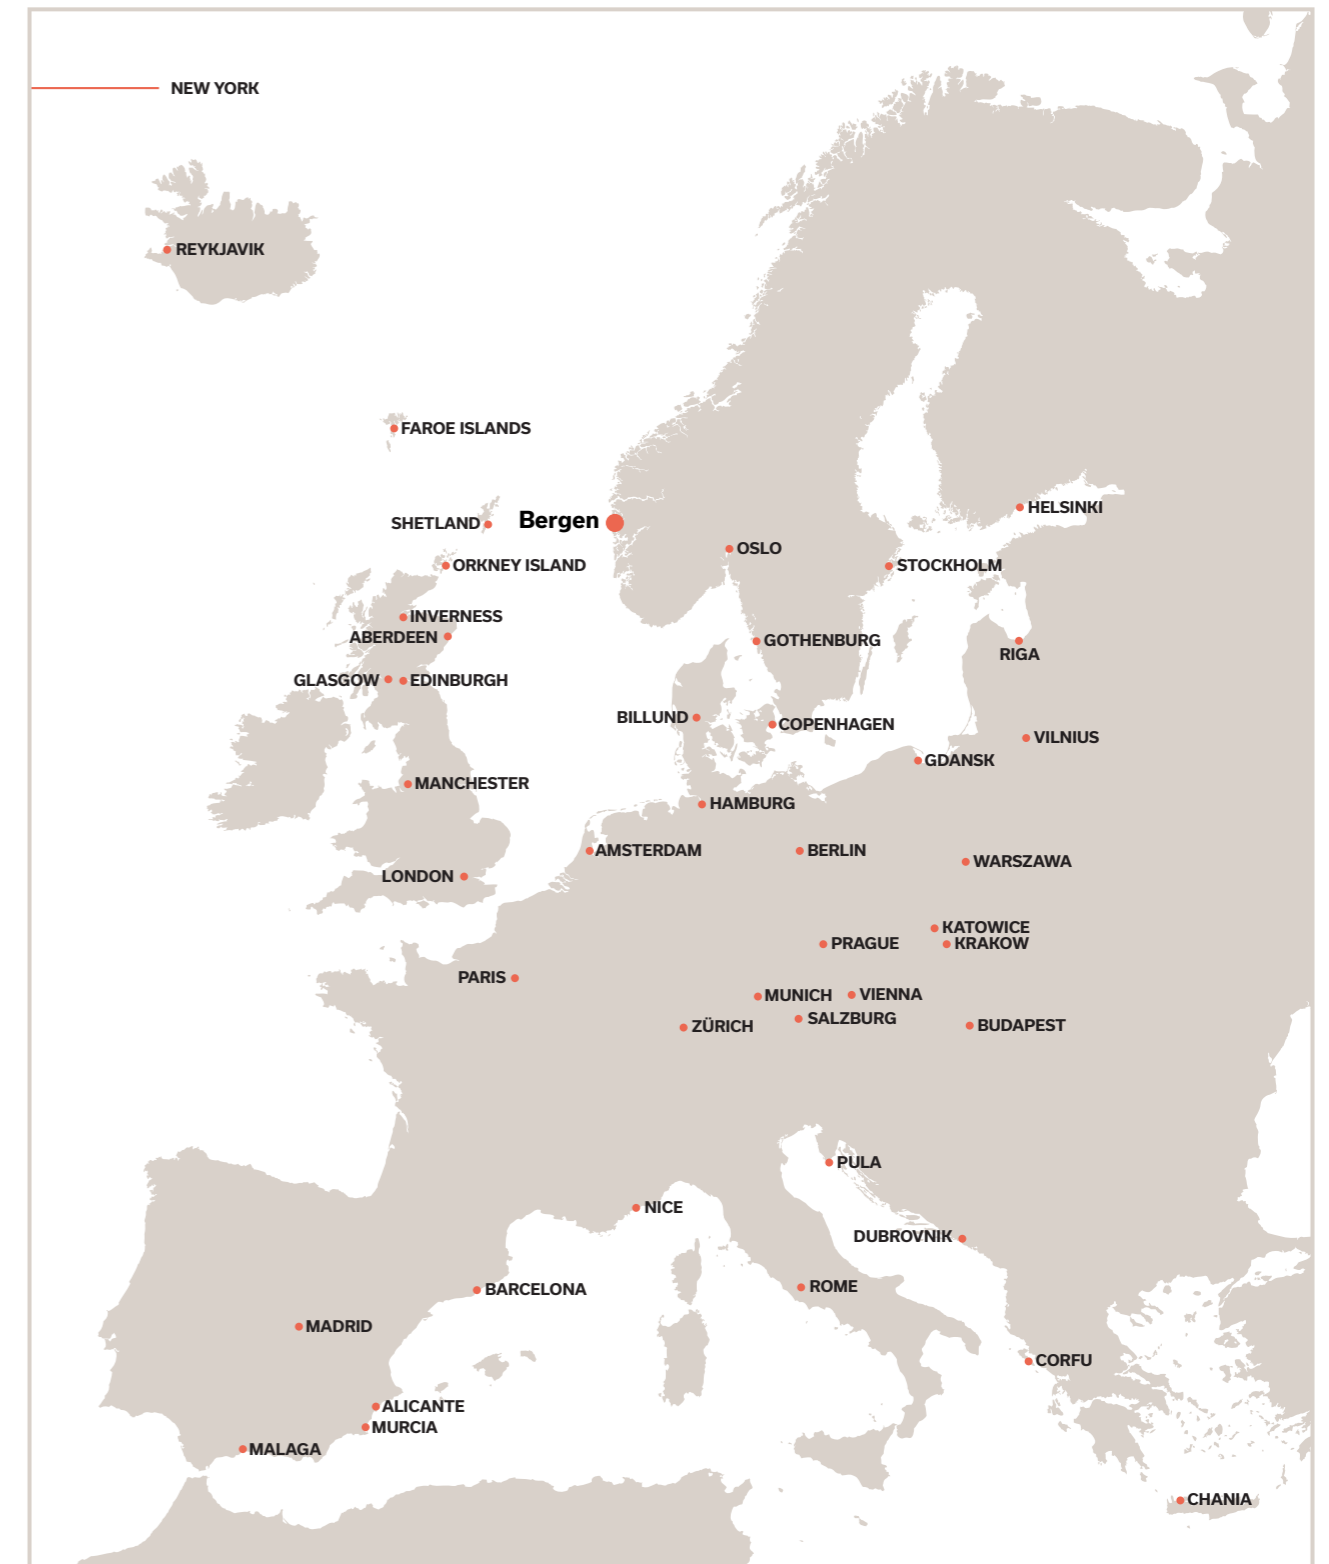 NEW YORK
REYKJAVIK
FAROE ISLANDS
SHETLAND
Bergen
HELSINKI
OSLO
ORKNEY ISLAND
STOCKHOLM
INVERNESS
ABERDEEN
GOTHENBURG
RIGA
GLASGOW
EDINBURGH
BILLUND
COPENHAGEN
VILNIUS
GDANSK
MANCHESTER
HAMBURG
AMSTERDAM
BERLIN
WARSZAWA
LONDON
KATOWICE
PRAGUE
KRAKOW
PARIS
MUNICH
VIENNA
SALZBURG
ZÜRICH
BUDAPEST
PULA
NICE
DUBROVNIK
BARCELONA
ROME
MADRID
CORFU
ALICANTE
MURCIA
MALAGA
CHANIA